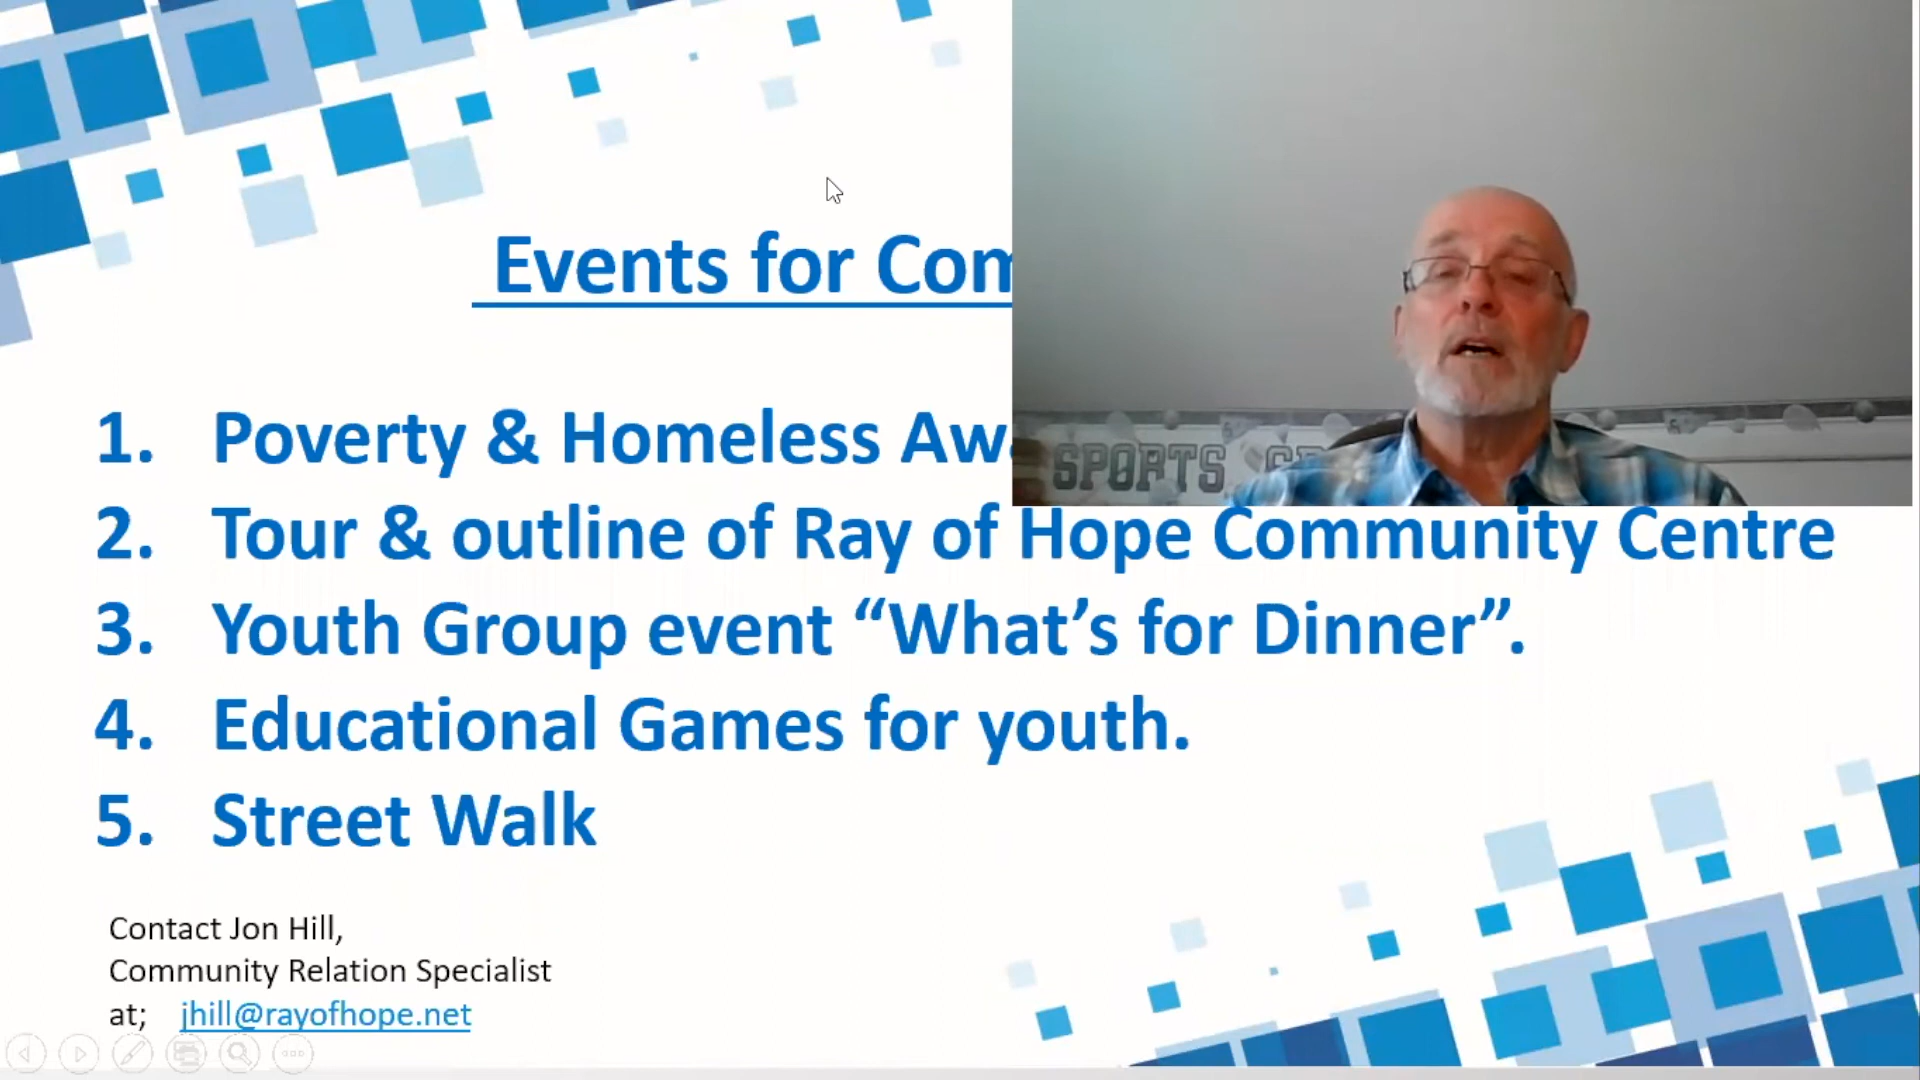 Events for Com
1. Poverty & Homeless Awa
SPORTS
2. Tour & outline of Ray of Hope Community Centre
3. Youth Group event “What’s for Dinner”.
4. Educational Games for youth.
5. Street Walk
Contact Jon Hill,
Community Relation Specialist
at; jhill@rayofhope.net